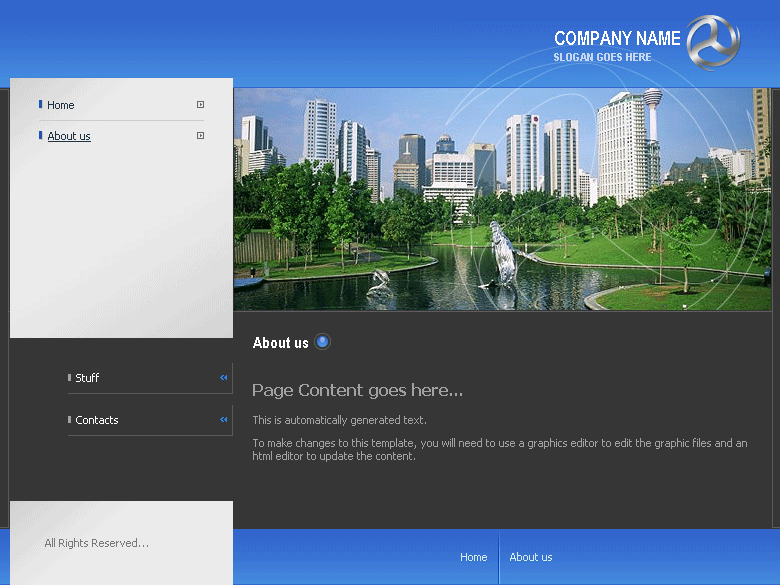 COMPANY NAME
SLOGAN GOES HERE
Home
About us
About us
Page Content goes here...
This is automatically generated text.
To make changes to this template, you will need to use a graphics editor to edit the graphic files and an
html editor to update the content.
Stuff
Contacts
All Rights Reserved...
Home
About us